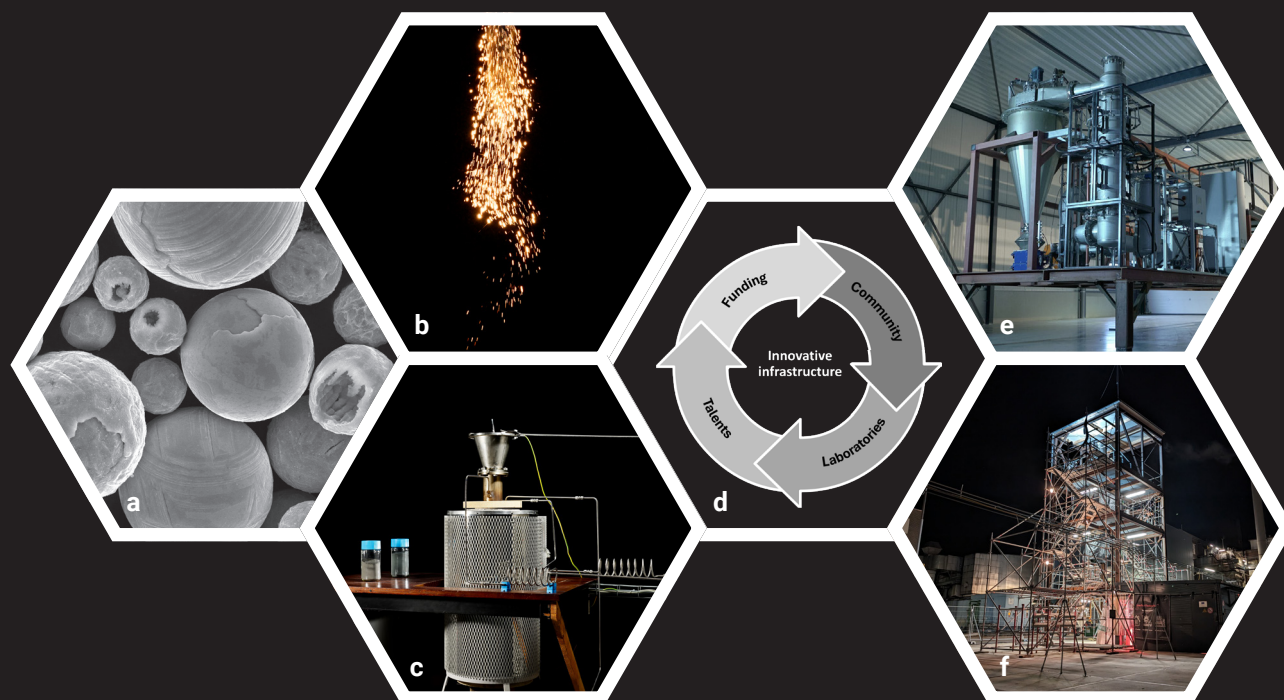 a
b
c
Funding
Community
Innovative
infrastructure
Talents
Laboratories
d
e
f